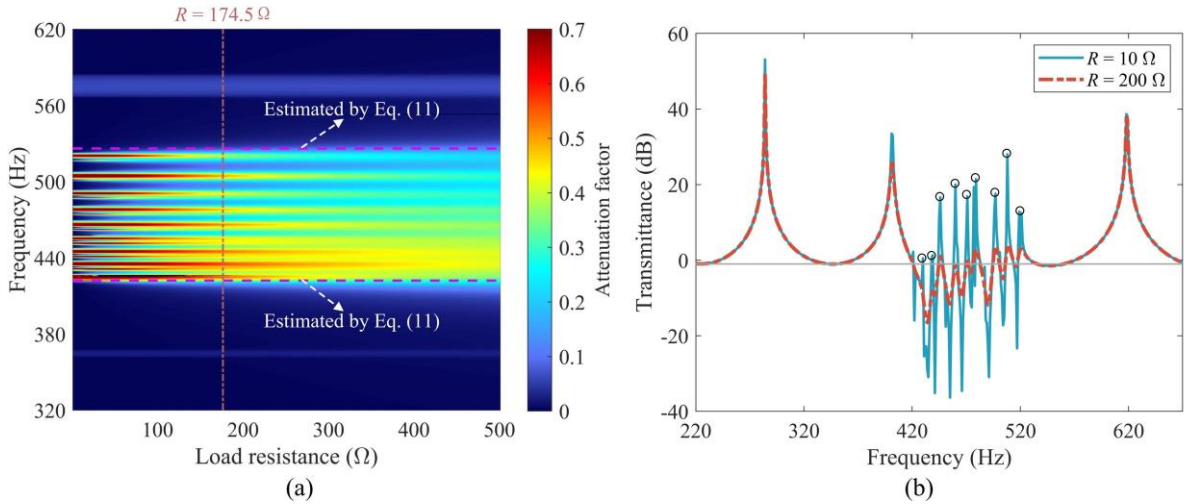 R = 174.5 Ω
620
560
500
440
380
320
Frequency (Hz)
Estimated by Eq. (11)
Estimated by Eq. (11)
100
200
300
400
500
Load resistance (Ω)
(a)
0.7
0.6
0.5
0.4
0.3
0.2
0.1
0
Attenuation factor
60
40
20
0
-20
-40
Transmittance (dB)
R = 10 Ω
R = 200 Ω
220
320
420
520
620
Frequency (Hz)
(b)